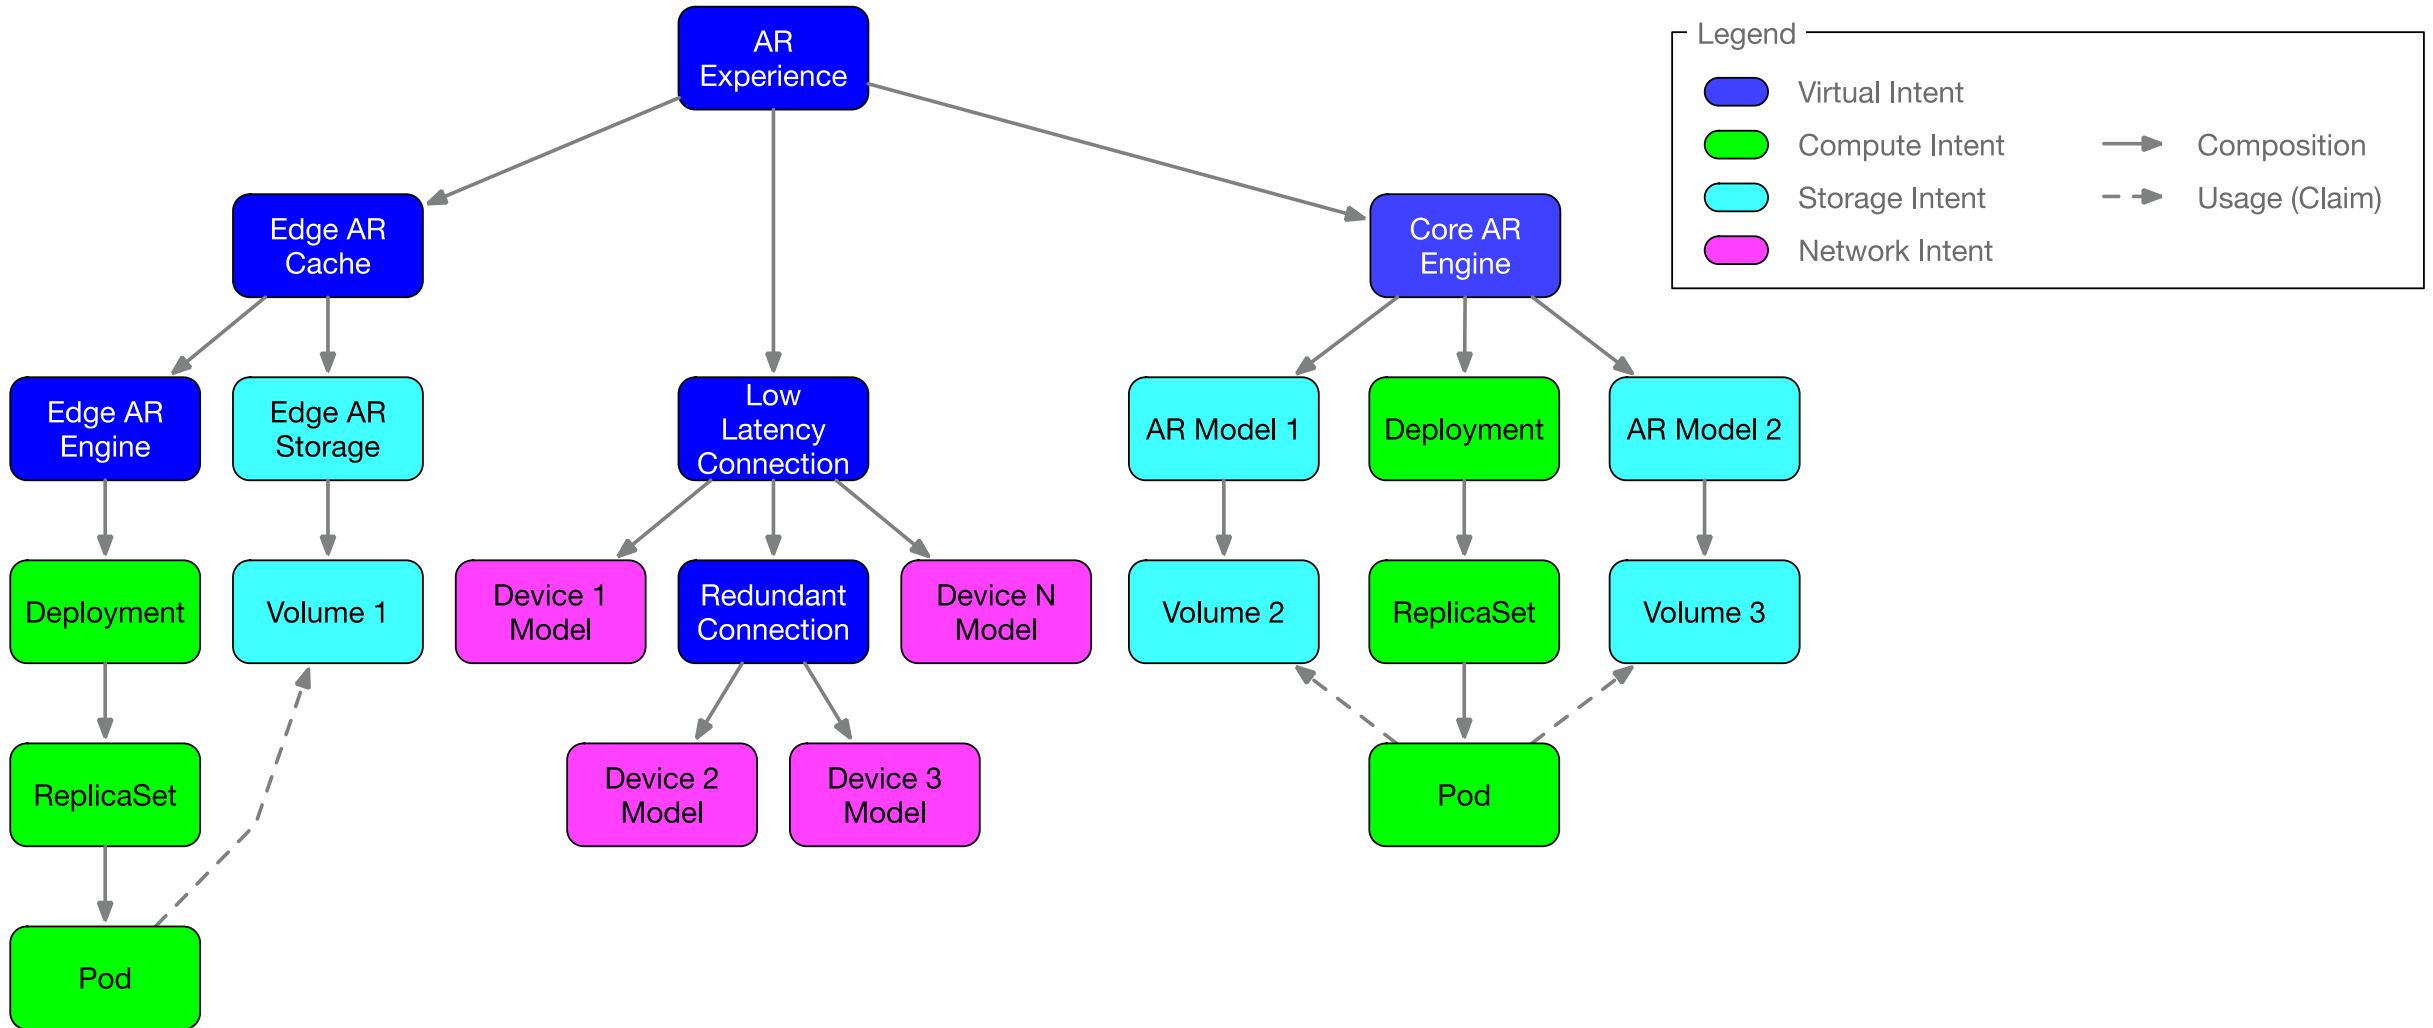 AR
Experience
Legend
Virtual Intent
Compute Intent
Composition
Storage Intent
Usage (Claim)
Network Intent
Edge AR
Cache
Core AR
Engine
Edge AR
Engine
Edge AR
Storage
Low
Latency
Connection
AR Model 1
Deployment
AR Model 2
Deployment
Volume 1
Device 1
Model
Redundant
Connection
Device N
Model
Volume 2
ReplicaSet
Volume 3
ReplicaSet
Device 2
Model
Device 3
Model
Pod
Pod